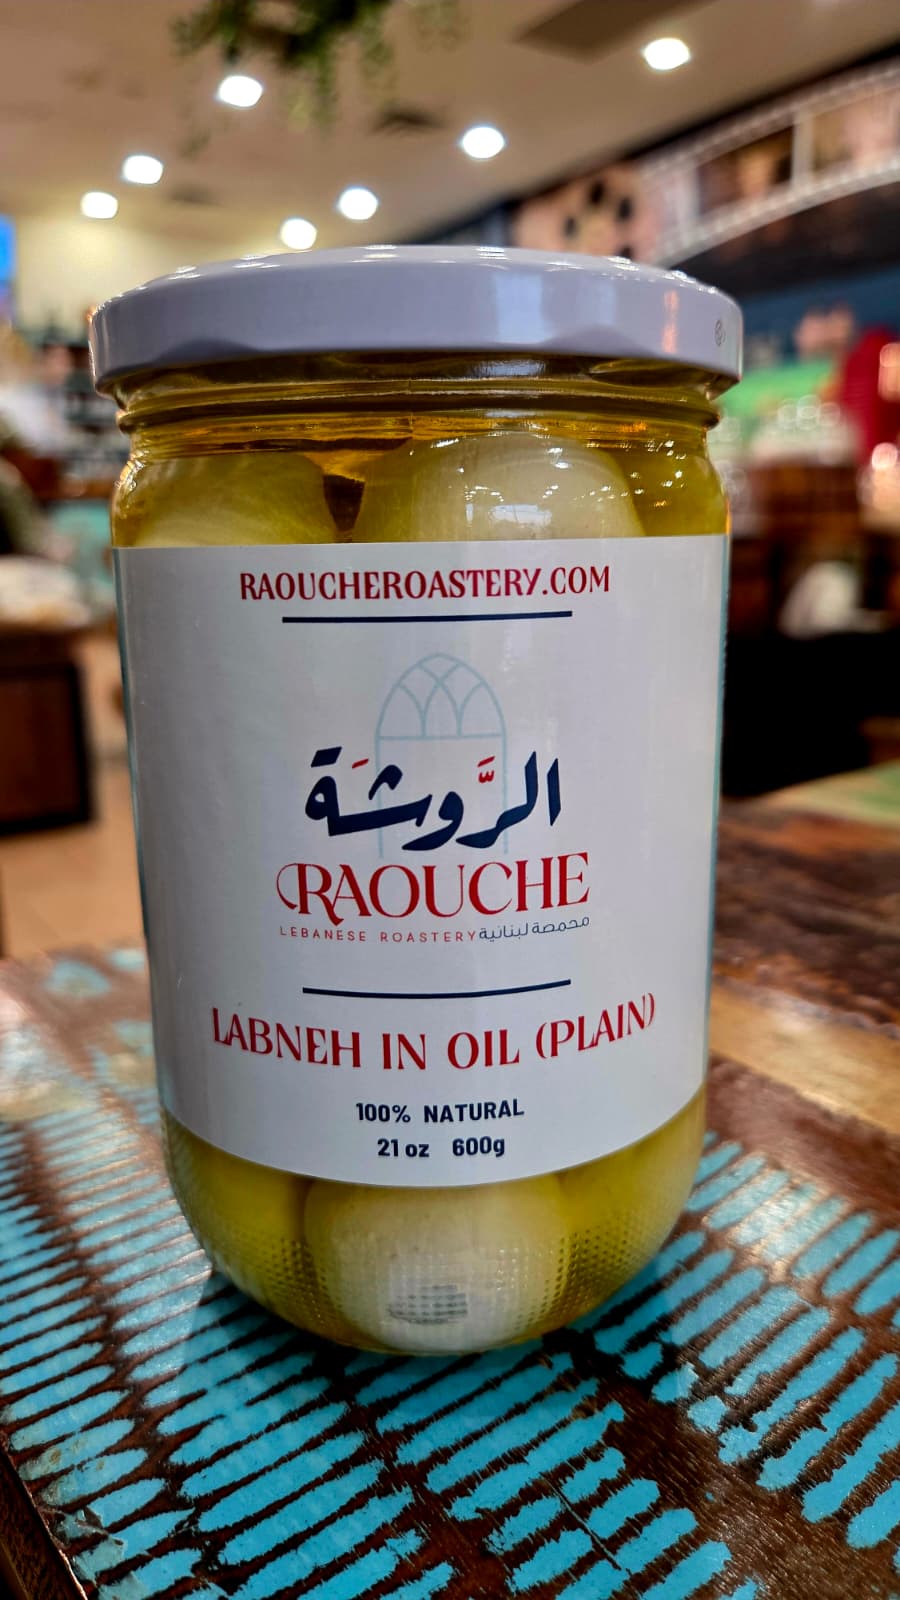 RAOUCHEROASTERY.COM
الرَّوشَة
RAOUCHE
LEBANESE ROASTERY محمصة لبنانية
LABNEH IN OIL (PLAIN)
100% NATURAL
21 oz 600g